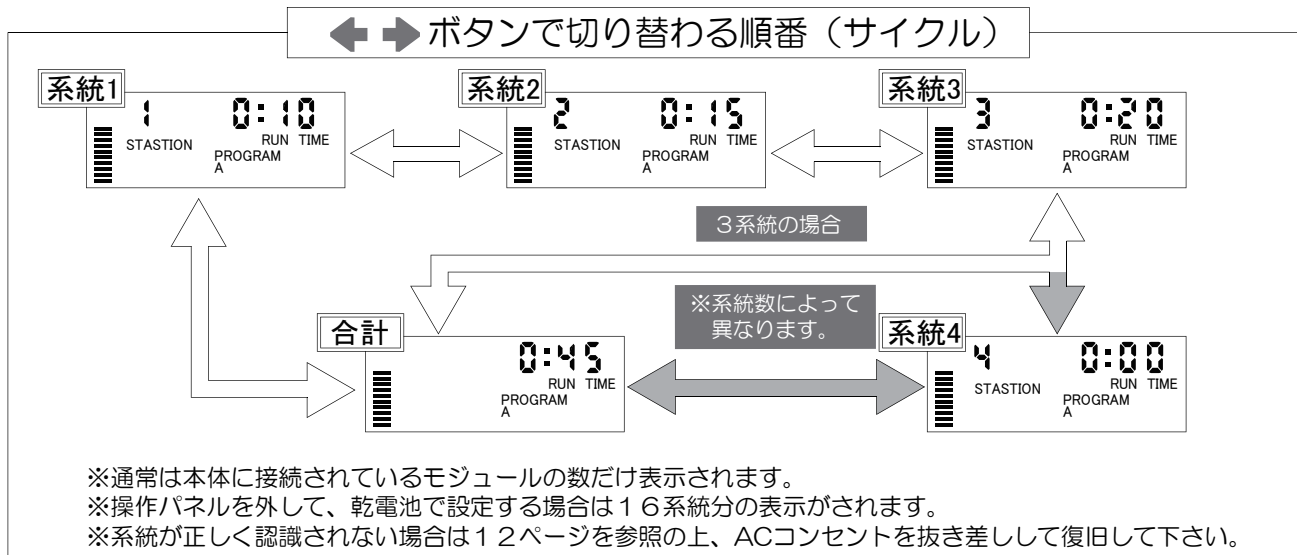 ボタンで切り替わる順番（サイクル）
系統1
1 0:10
STASTION RUN TIME
PROGRAM
A
系統2
2 0:15
STASTION RUN TIME
PROGRAM
A
系統3
3 0:20
STASTION RUN TIME
PROGRAM
A
３系統の場合
※系統数によって
異なります。
合計
0:45
RUN TIME
PROGRAM
A
系統4
4 0:00
STASTION RUN TIME
PROGRAM
A
※通常は本体に接続されているモジュールの数だけ表示されます。
※操作パネルを外して、乾電池で設定する場合は１６系統分の表示がされます。
※系統が正しく認識されない場合は１２ページを参照の上、ACコンセントを抜き差しして復旧して下さい。